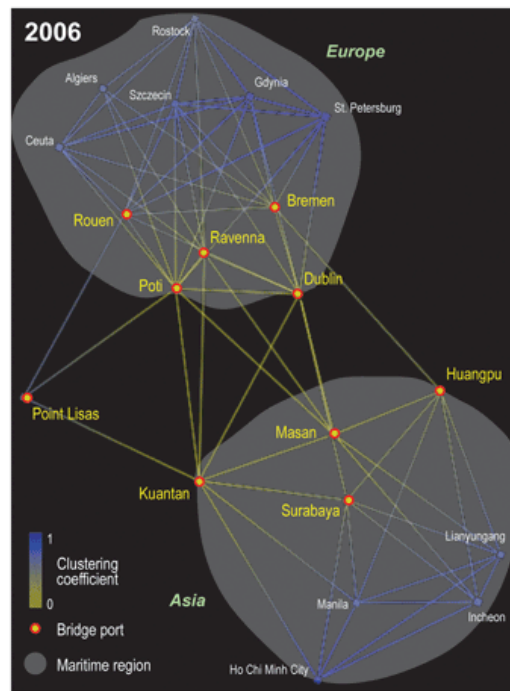 2006
Rostock
Europe
Algiers
Szczecin
Gdynia
St. Petersburg
Ceuta
Bremen
Rouen
Ravenna
Poti
Dublin
Huangpu
Point Lisas
Masan
Kuantan
Surabaya
Lianyungang
1
Clustering
coefficient
0
Asia
Manila
Incheon
Bridge port
Maritime region
Ho Chi Minh City